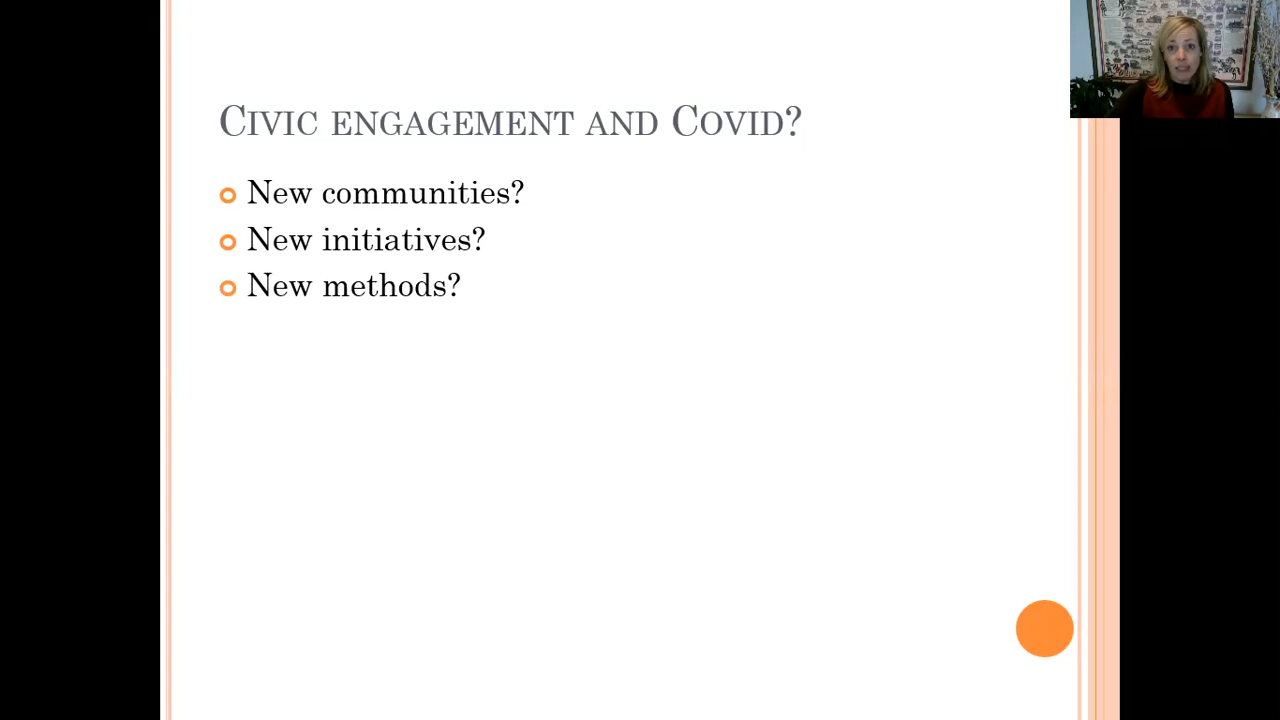 Civic engagement and Covid?
New communities?
New initiatives?
New methods?